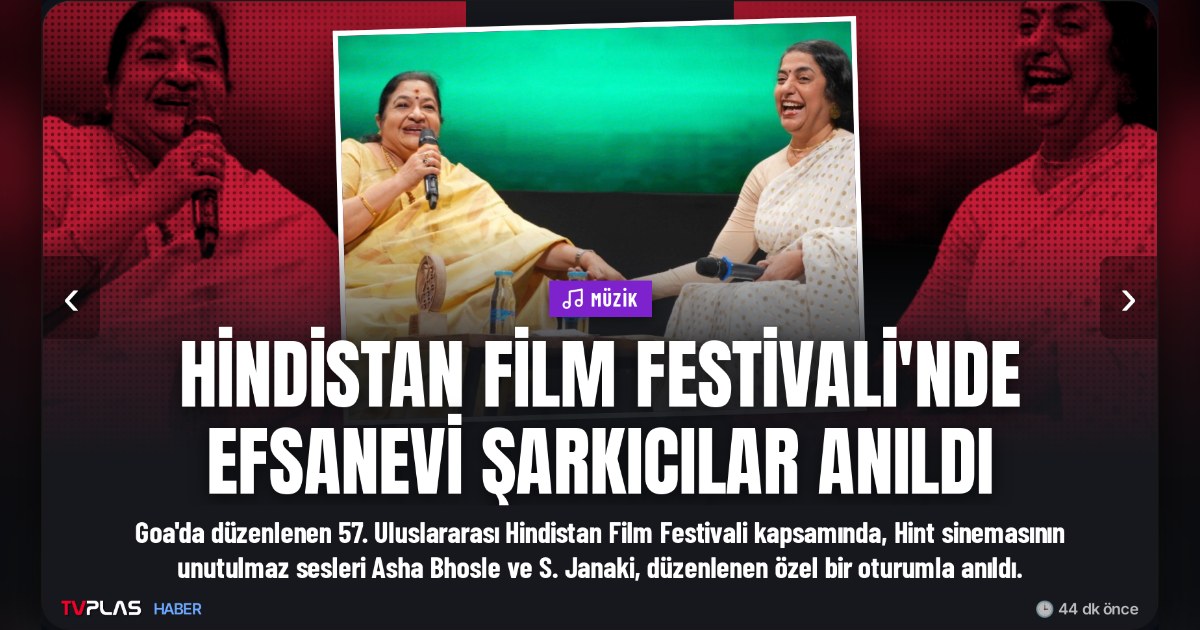 MÜZİK
HİNDİSTAN FİLM FESTİVALİ'NDE
EFSANEVİ ŞARKICILAR ANILDI
Goa'da düzenlenen 57. Uluslararası Hindistan Film Festivali kapsamında, Hint sinemasının
unutulmaz sesleri Asha Bhosle ve S. Janaki, düzenlenen özel bir oturumla anıldı.
TVPLAS HABER
44 dk önce